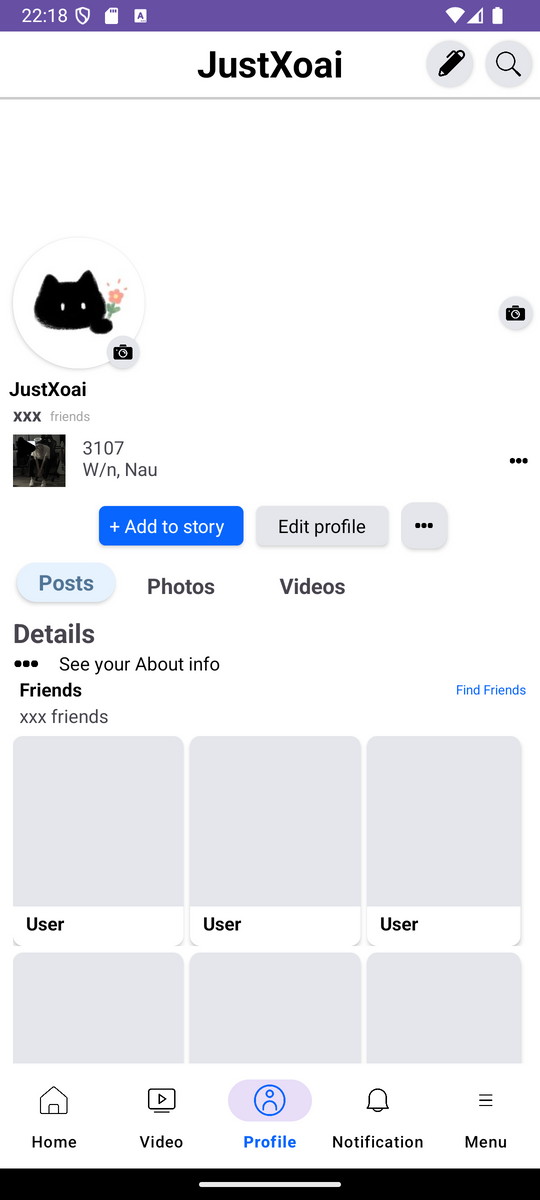 22:18
JustXoai
JustXoai
xxx friends
3107
W/n, Nau
+ Add to story
Edit profile
Posts
Photos
Videos
Details
See your About info
Friends
Find Friends
xxx friends
User
User
User
Home
Video
Profile
Notification
Menu